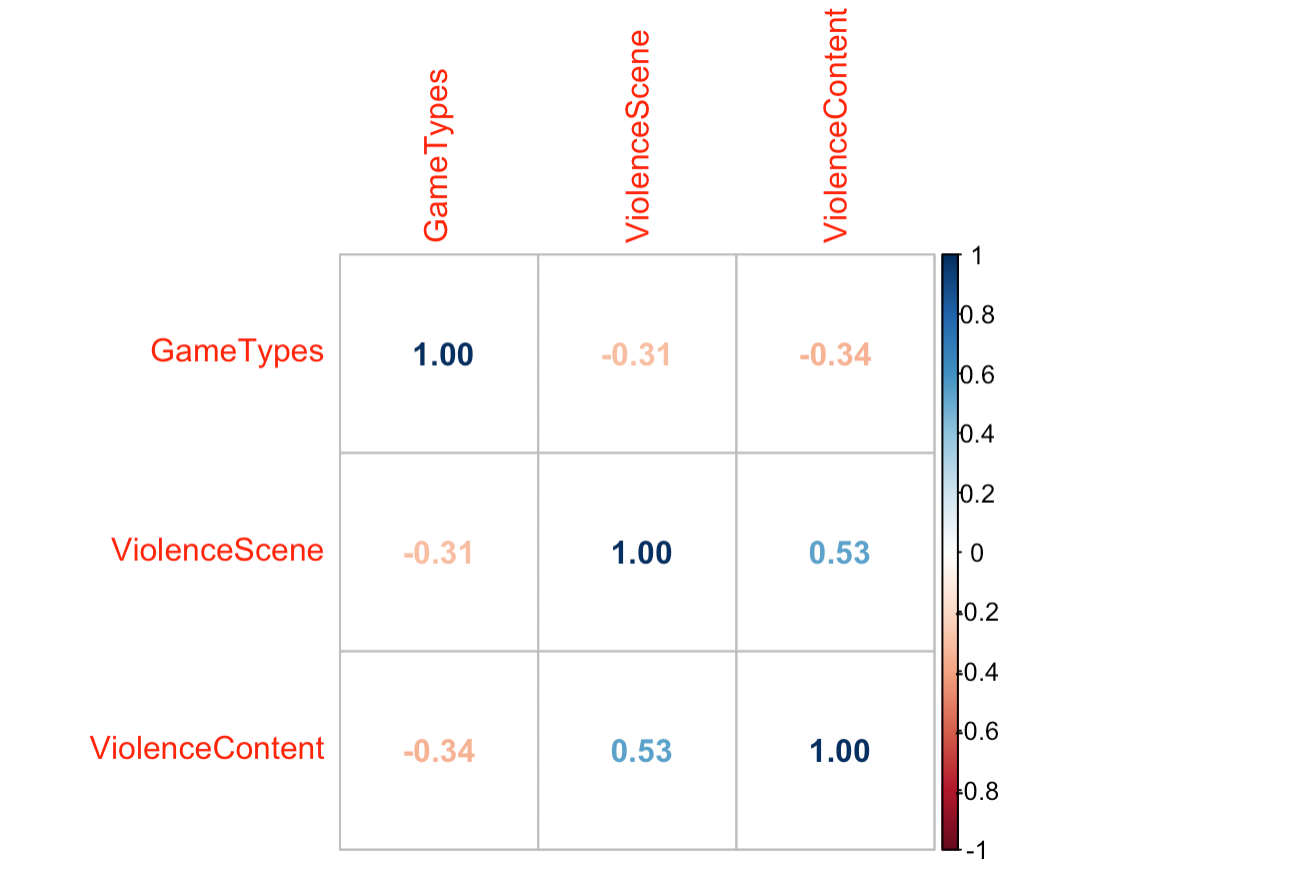 GameTypes
ViolenceScene
ViolenceContent
GameTypes 1.00 -0.31 -0.34
ViolenceScene -0.31 1.00 0.53
ViolenceContent -0.34 0.53 1.00
1
0.8
0.6
0.4
0.2
0
-0.2
-0.4
-0.6
-0.8
-1